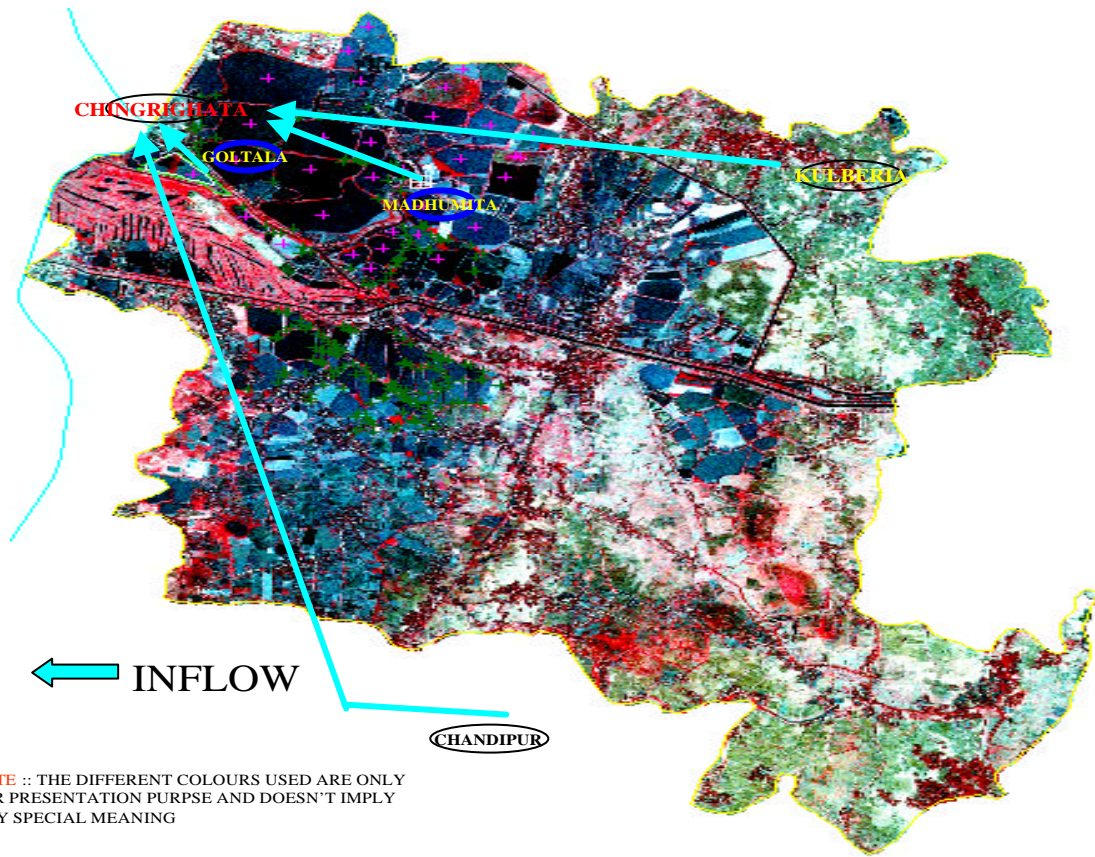 CHINGRIGHATA
GOLTALA
KULBERIA
MADHUMITA
INFLOW
CHANDIPUR
TE :: THE DIFFERENT COLOURS USED ARE ONLY
R PRESENTATION PURPSE AND DOESN'T IMPLY
Y SPECIAL MEANING